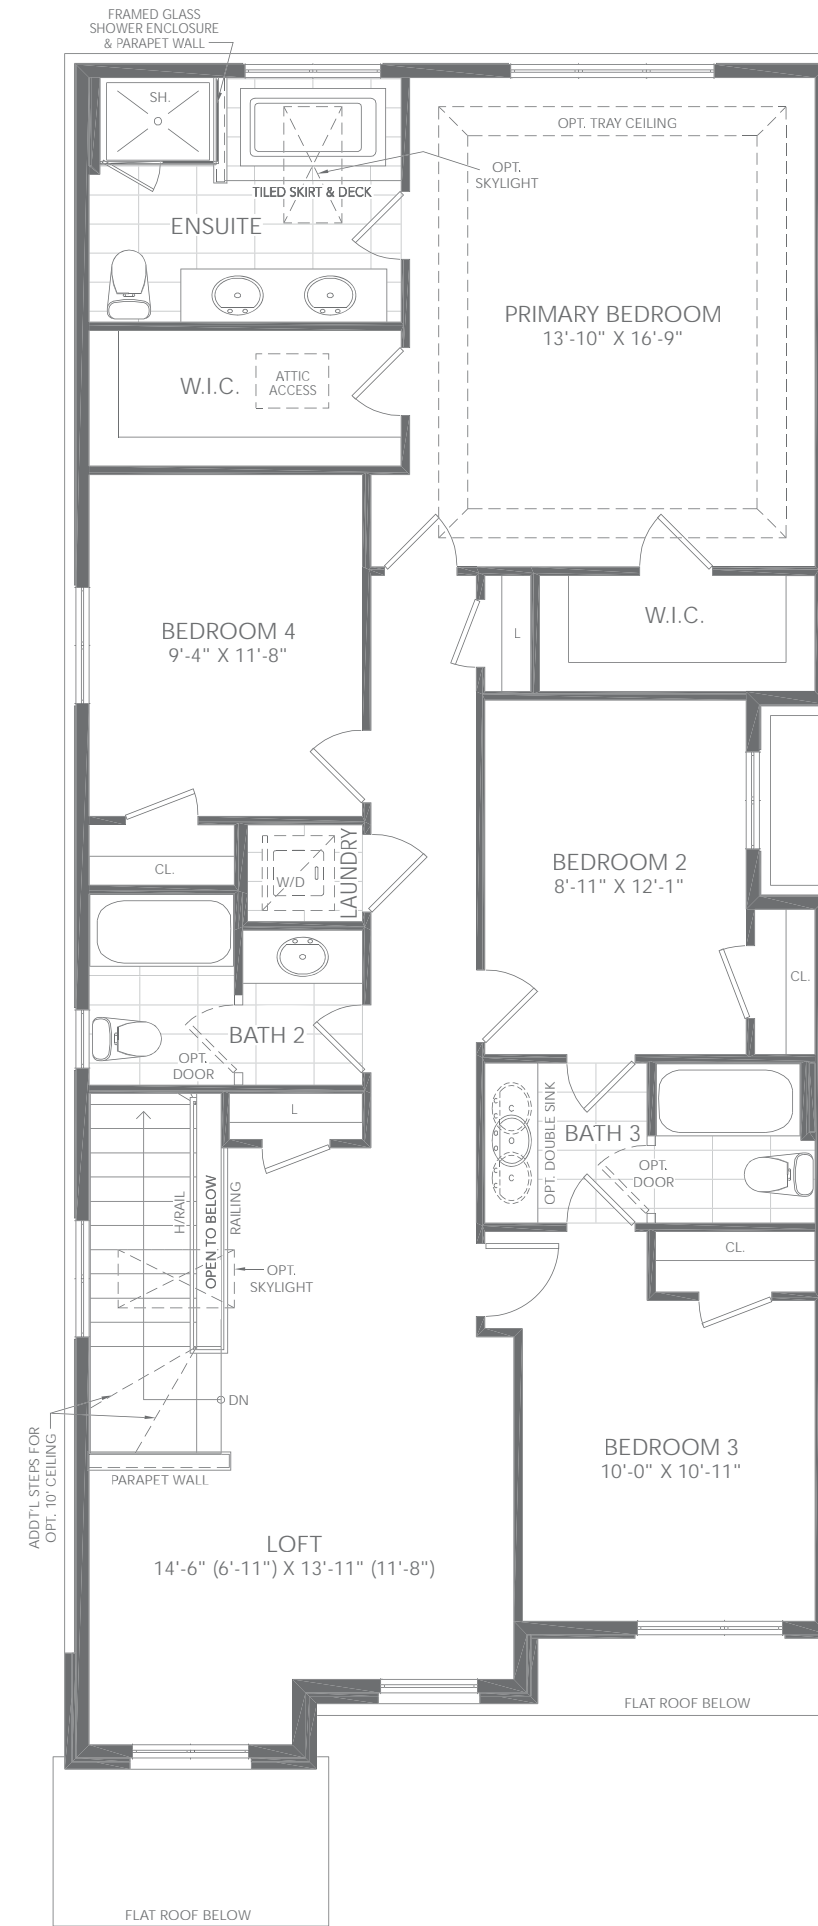 FRAMED GLASS
SHOWER ENCLOSURE
& PARAPET WALL
SH.
OPT. TRAY CEILING
OPT.
SKYLIGHT
TILED SKIRT & DECK
ENSUITE
PRIMARY BEDROOM
13'-10" X 16'-9"
W.I.C.
ATTIC
ACCESS
BEDROOM 4
9'-4" X 11'-8"
L
W.I.C.
BEDROOM 2
8'-11" X 12'-1"
CL.
W/D
LAUNDRY
CL.
BATH 2
OPT.
DOOR
L
OPT. DOUBLE SINK
BATH 3
OPT.
DOOR
H/RAIL
OPEN TO BELOW
RAILING
OPT.
SKYLIGHT
CL.
DN
ADDT'L STEPS FOR
OPT. 10' CEILING
PARAPET WALL
BEDROOM 3
10'-0" X 10'-11"
LOFT
14'-6" (6'-11") X 13'-11" (11'-8")
FLAT ROOF BELOW
FLAT ROOF BELOW